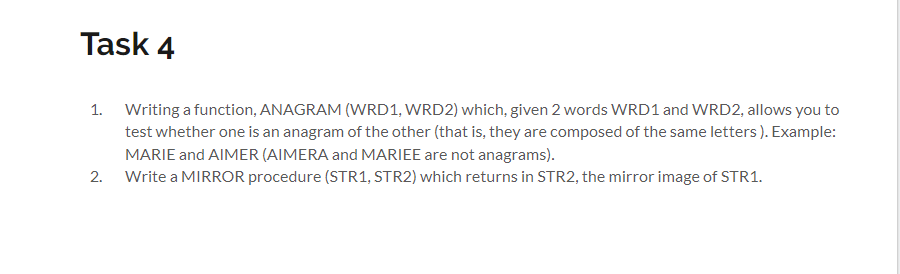 Task 4
1. Writing a function, ANAGRAM (WRD1, WRD2) which, given 2 words WRD1 and WRD2, allows you to
test whether one is an anagram of the other (that is, they are composed of the same letters ). Example:
MARIE and AIMER (AIMERA and MARIEE are not anagrams).
2. Write a MIRROR procedure (STR1, STR2) which returns in STR2, the mirror image of STR1.